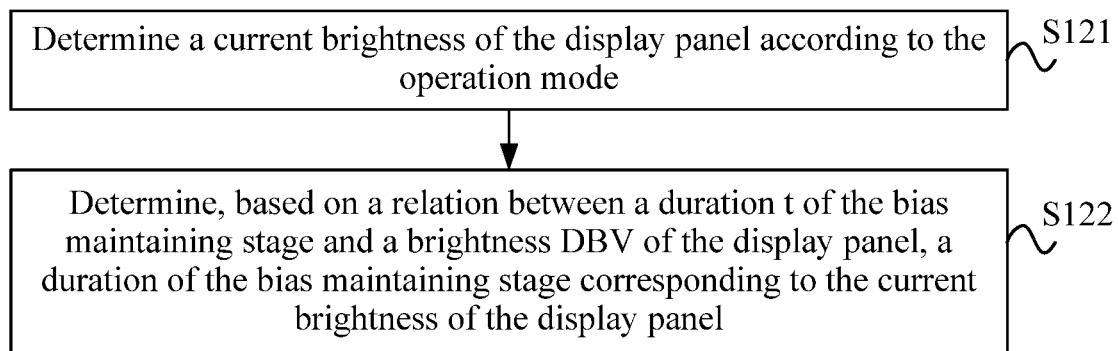 Determine a current brightness of the display panel according to the
operation mode
S121
Determine, based on a relation between a duration t of the bias
maintaining stage and a brightness DBV of the display panel, a
duration of the bias maintaining stage corresponding to the current
brightness of the display panel
S122